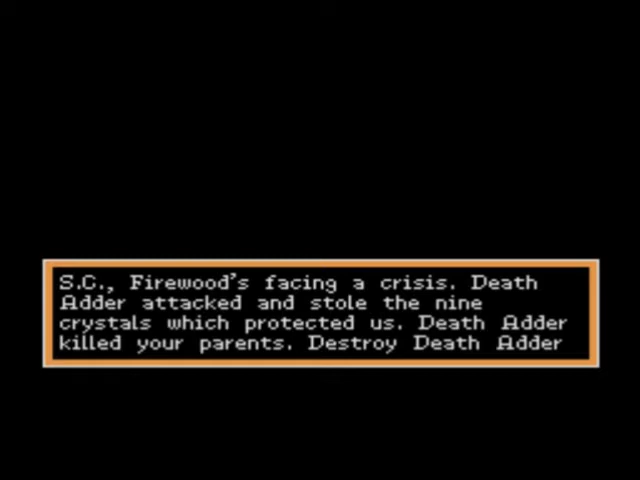 S.C., Firewood's facing a crisis. Death
Adder attacked and stole the nine
crystals which protected us. Death Adder
killed your parents. Destroy Death Adder